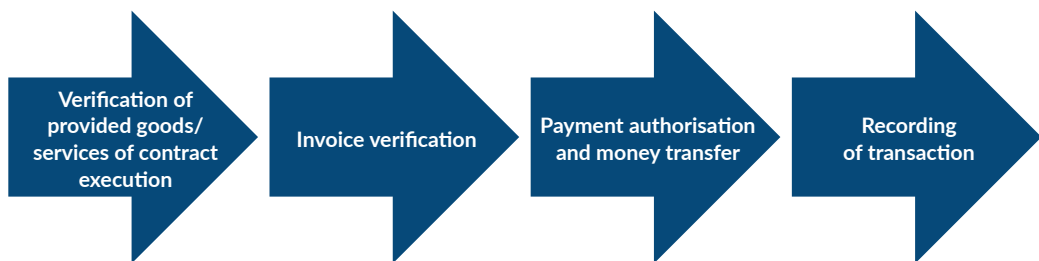 Verification of
provided goods/
services of contract
execution
Invoice verification
Payment authorisation
and money transfer
Recording
of transaction